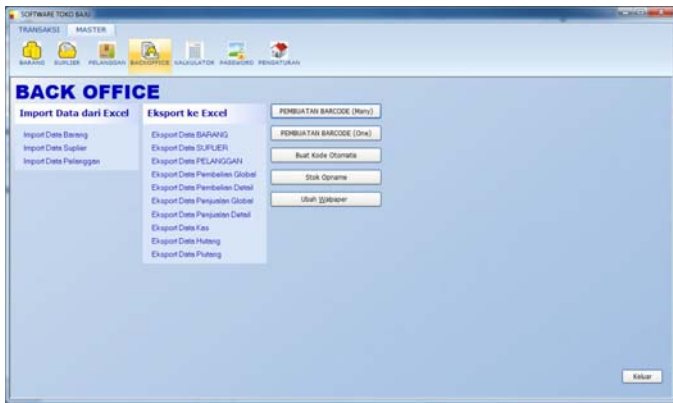 SOFTWARE TOKO BAJU
TRANSAKSI MASTER
BARANG SUPLIER PELANGGAN BACKOFFICE KALKULATOR PASSWORD PENGATURAN
BACK OFFICE
Import Data dari Excel
Import Data Barang
Import Data Suplier
Import Data Pelanggan
Eksport ke Excel
Eksport Data BARANG
Eksport Data SUPLIER
Eksport Data PELANGGAN
Eksport Data Pembelian Global
Eksport Data Pembelian Detail
Eksport Data Penjualan Global
Eksport Data Penjualan Detail
Eksport Data Kas
Eksport Data Hutang
Eksport Data Piutang
PEMBUATAN BARCODE (Many)
PEMBUATAN BARCODE (One)
Buat Kode Otomatis
Stok Opname
Ubah Walpaper
Keluar